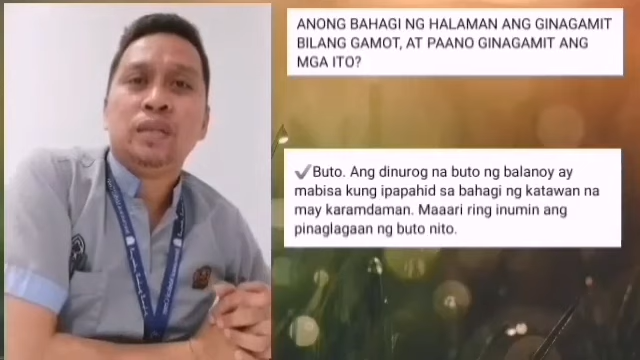 ANONG BAHAGI NG HALAMAN ANG GINAGAMIT
BILANG GAMOT, AT PAANO GINAGAMIT ANG
MGA ITO?
✓Buto. Ang dinurog na buto ng balanoy ay
mabisa kung ipapahid sa bahagi ng katawan na
may karamdaman. Maaari ring inumin ang
pinaglagaan ng buto nito.